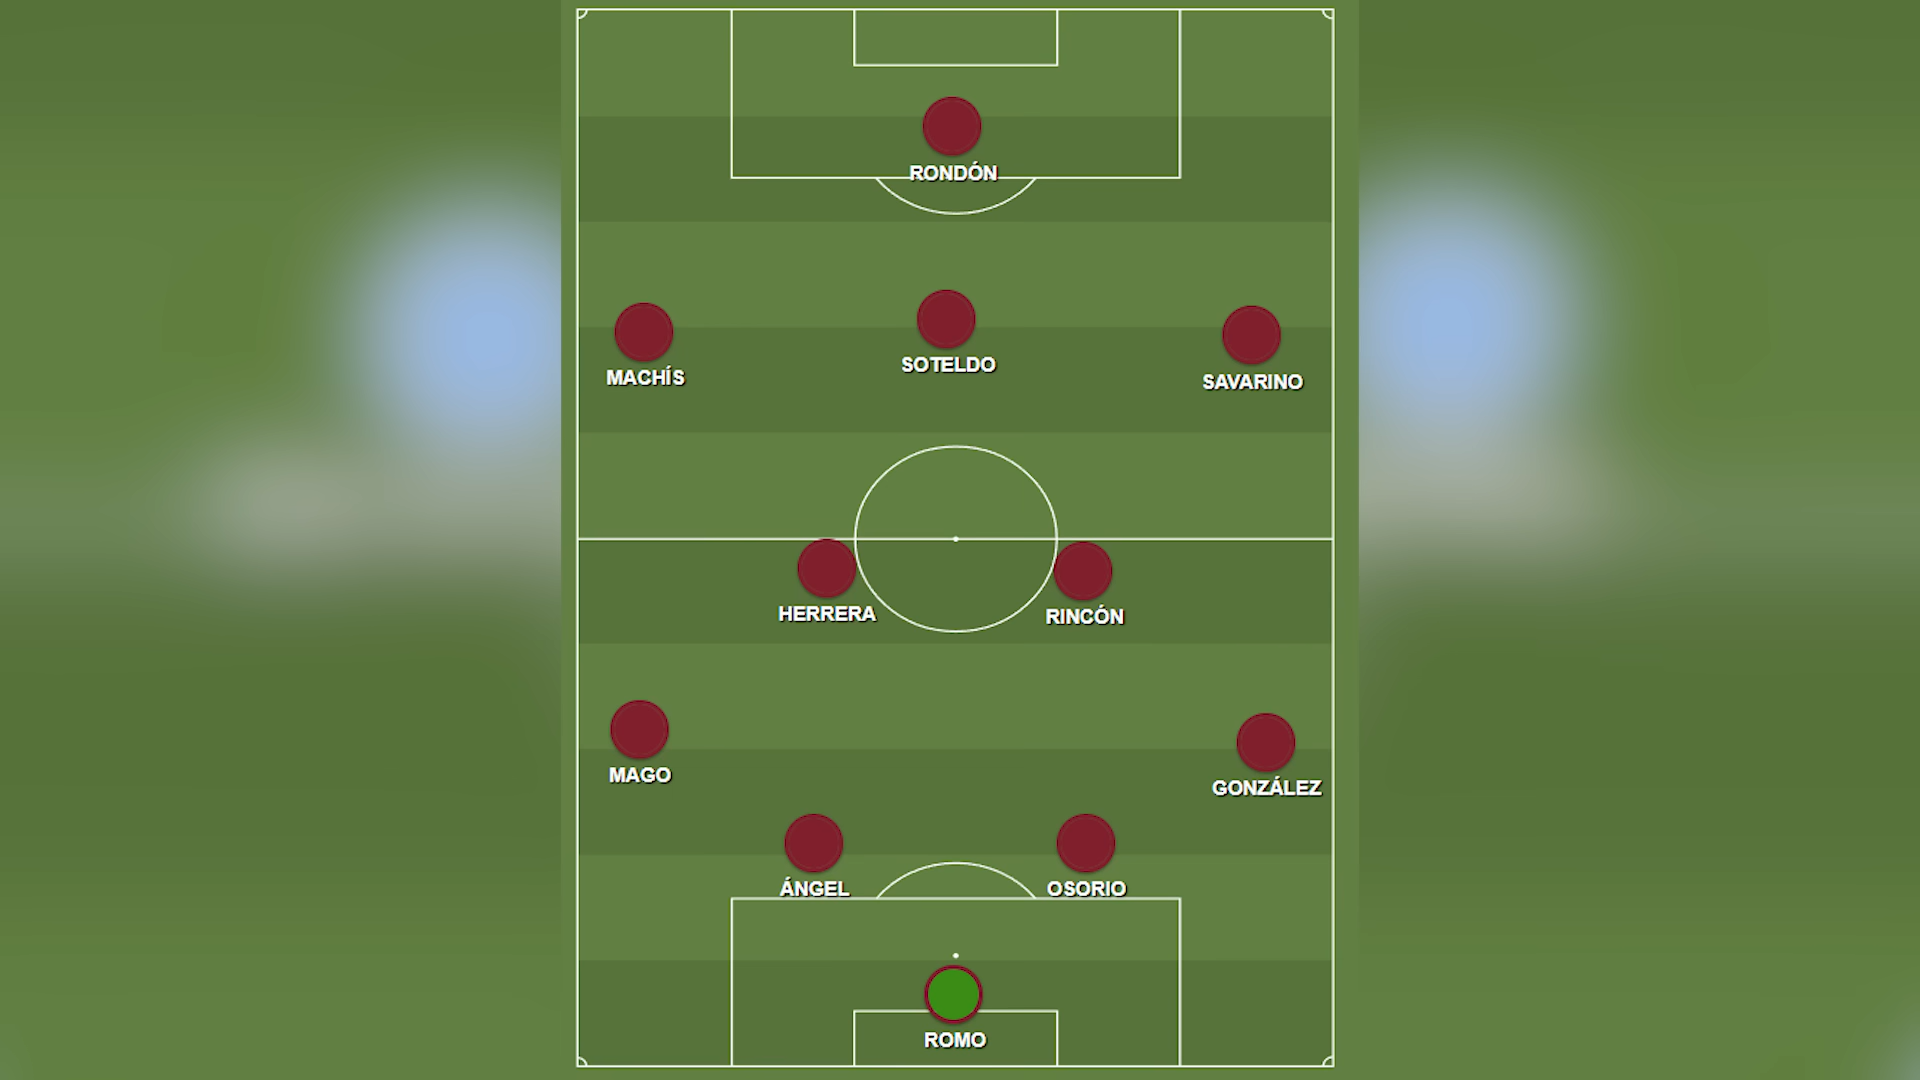 RONDÓN
MACHÍS
SOTELDO
SAVARINO
HERRERA
RINCÓN
MAGO
GONZÁLEZ
ÁNGEL
OSORIO
ROMO